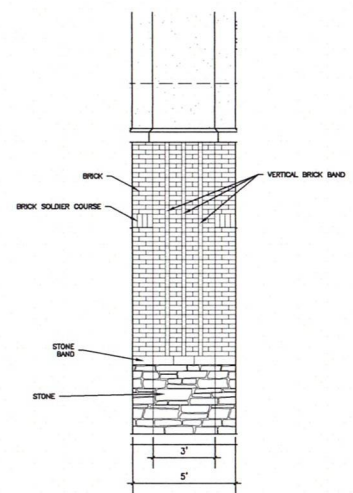 BRICK
VERTICAL BRICK BAND
BRICK SOLDIER COURSE
STONE
BAND
STONE
3'
5'